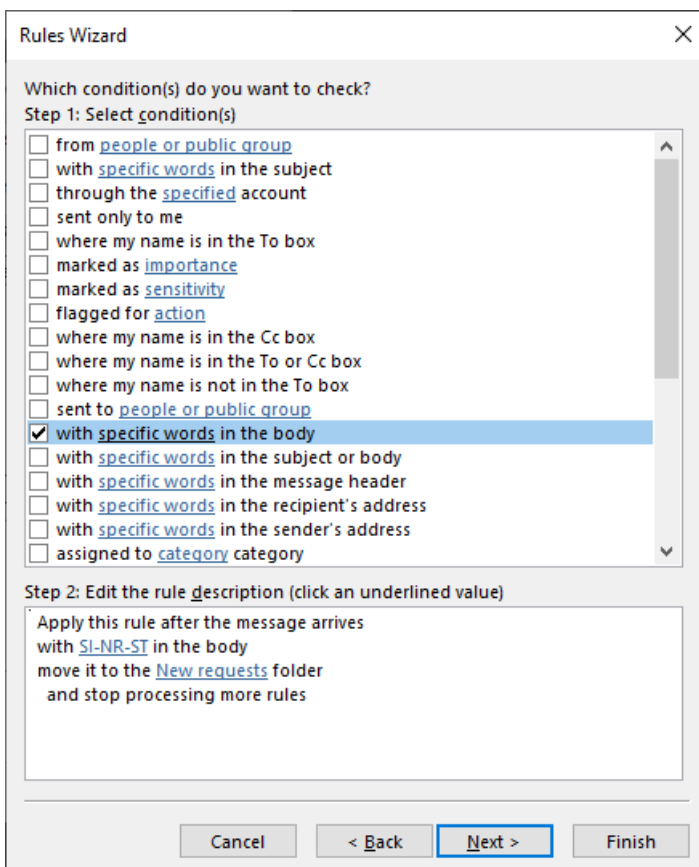 Rules Wizard
Which condition(s) do you want to check?
Step 1: Select condition(s)
from people or public group
with specific words in the subject
through the specified account
sent only to me
where my name is in the To box
marked as importance
marked as sensitivity
flagged for action
where my name is in the Cc box
where my name is in the To or Cc box
where my name is not in the To box
sent to people or public group
with specific words in the body
with specific words in the subject or body
with specific words in the message header
with specific words in the recipient's address
with specific words in the sender's address
assigned to category category
Step 2: Edit the rule description (click an underlined value)
Apply this rule after the message arrives
with SI-NR-ST in the body
move it to the New requests folder
and stop processing more rules
Cancel < Back Next > Finish